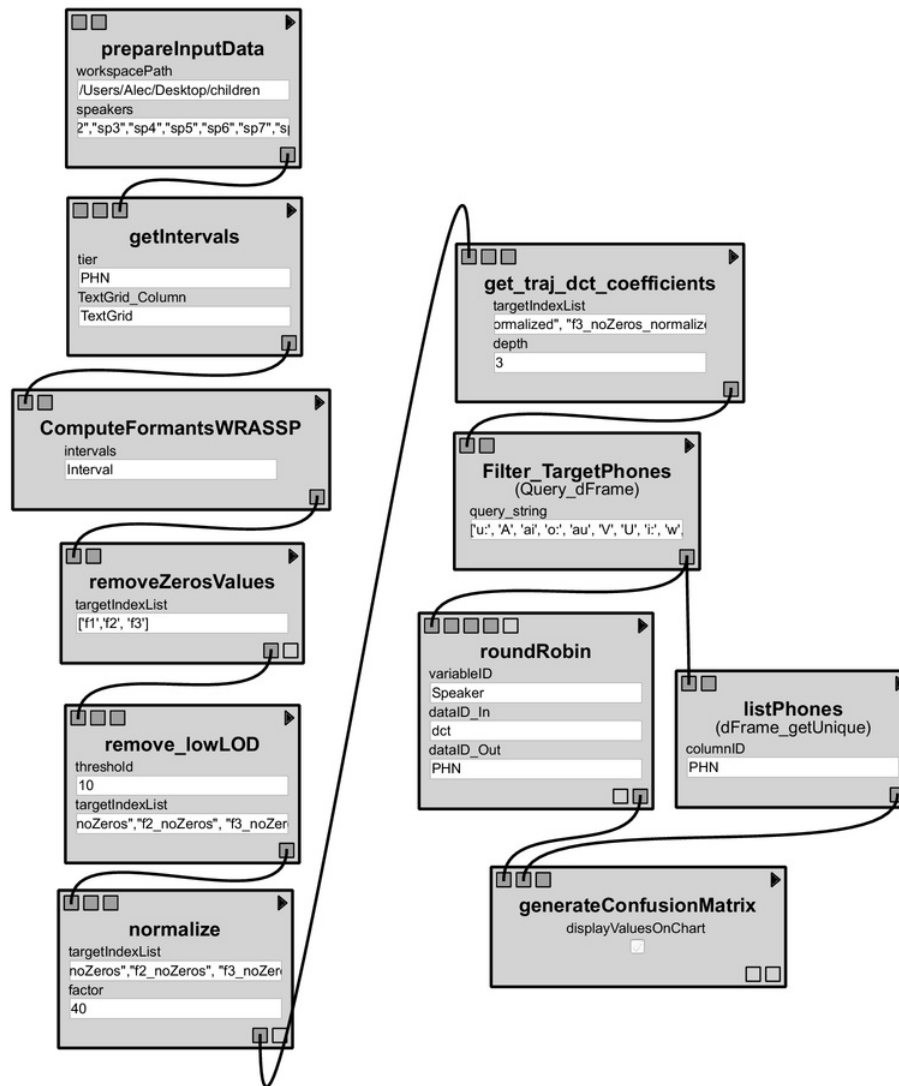 prepareInputData
workspacePath
/Users/Alec/Desktop/children
speakers
2","sp3","sp4","sp5","sp6","sp7","sp
getIntervals
tier
PHN
TextGrid_Column
TextGrid
ComputeFormantsWRASSP
intervals
Interval
removeZerosValues
targetIndexList
['f1','f2', 'f3']
remove_lowLOD
threshold
10
targetIndexList
noZeros","f2_noZeros", "f3_noZer
normalize
targetIndexList
noZeros","f2_noZeros", "f3_noZer
factor
40
get_traj_dct_coefficients
targetIndexList
ormalized", "f3_noZeros_normalize
depth
3
Filter_TargetPhones
(Query_dFrame)
query_string
['u:', 'A', 'ai', 'o:', 'au', 'V', 'U', 'i:', 'w',
roundRobin
variableID
Speaker
dataID_In
dct
dataID_Out
PHN
listPhones
(dFrame_getUnique)
columnID
PHN
generateConfusionMatrix
displayValuesOnChart